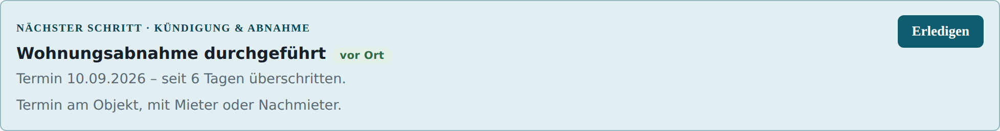 NÄCHSTER SCHRITT · KÜNDIGUNG & ABNAHME
Erledigen
Wohnungsabnahme durchgeführt vor Ort
Termin 10.09.2026 – seit 6 Tagen überschritten.
Termin am Objekt, mit Mieter oder Nachmieter.